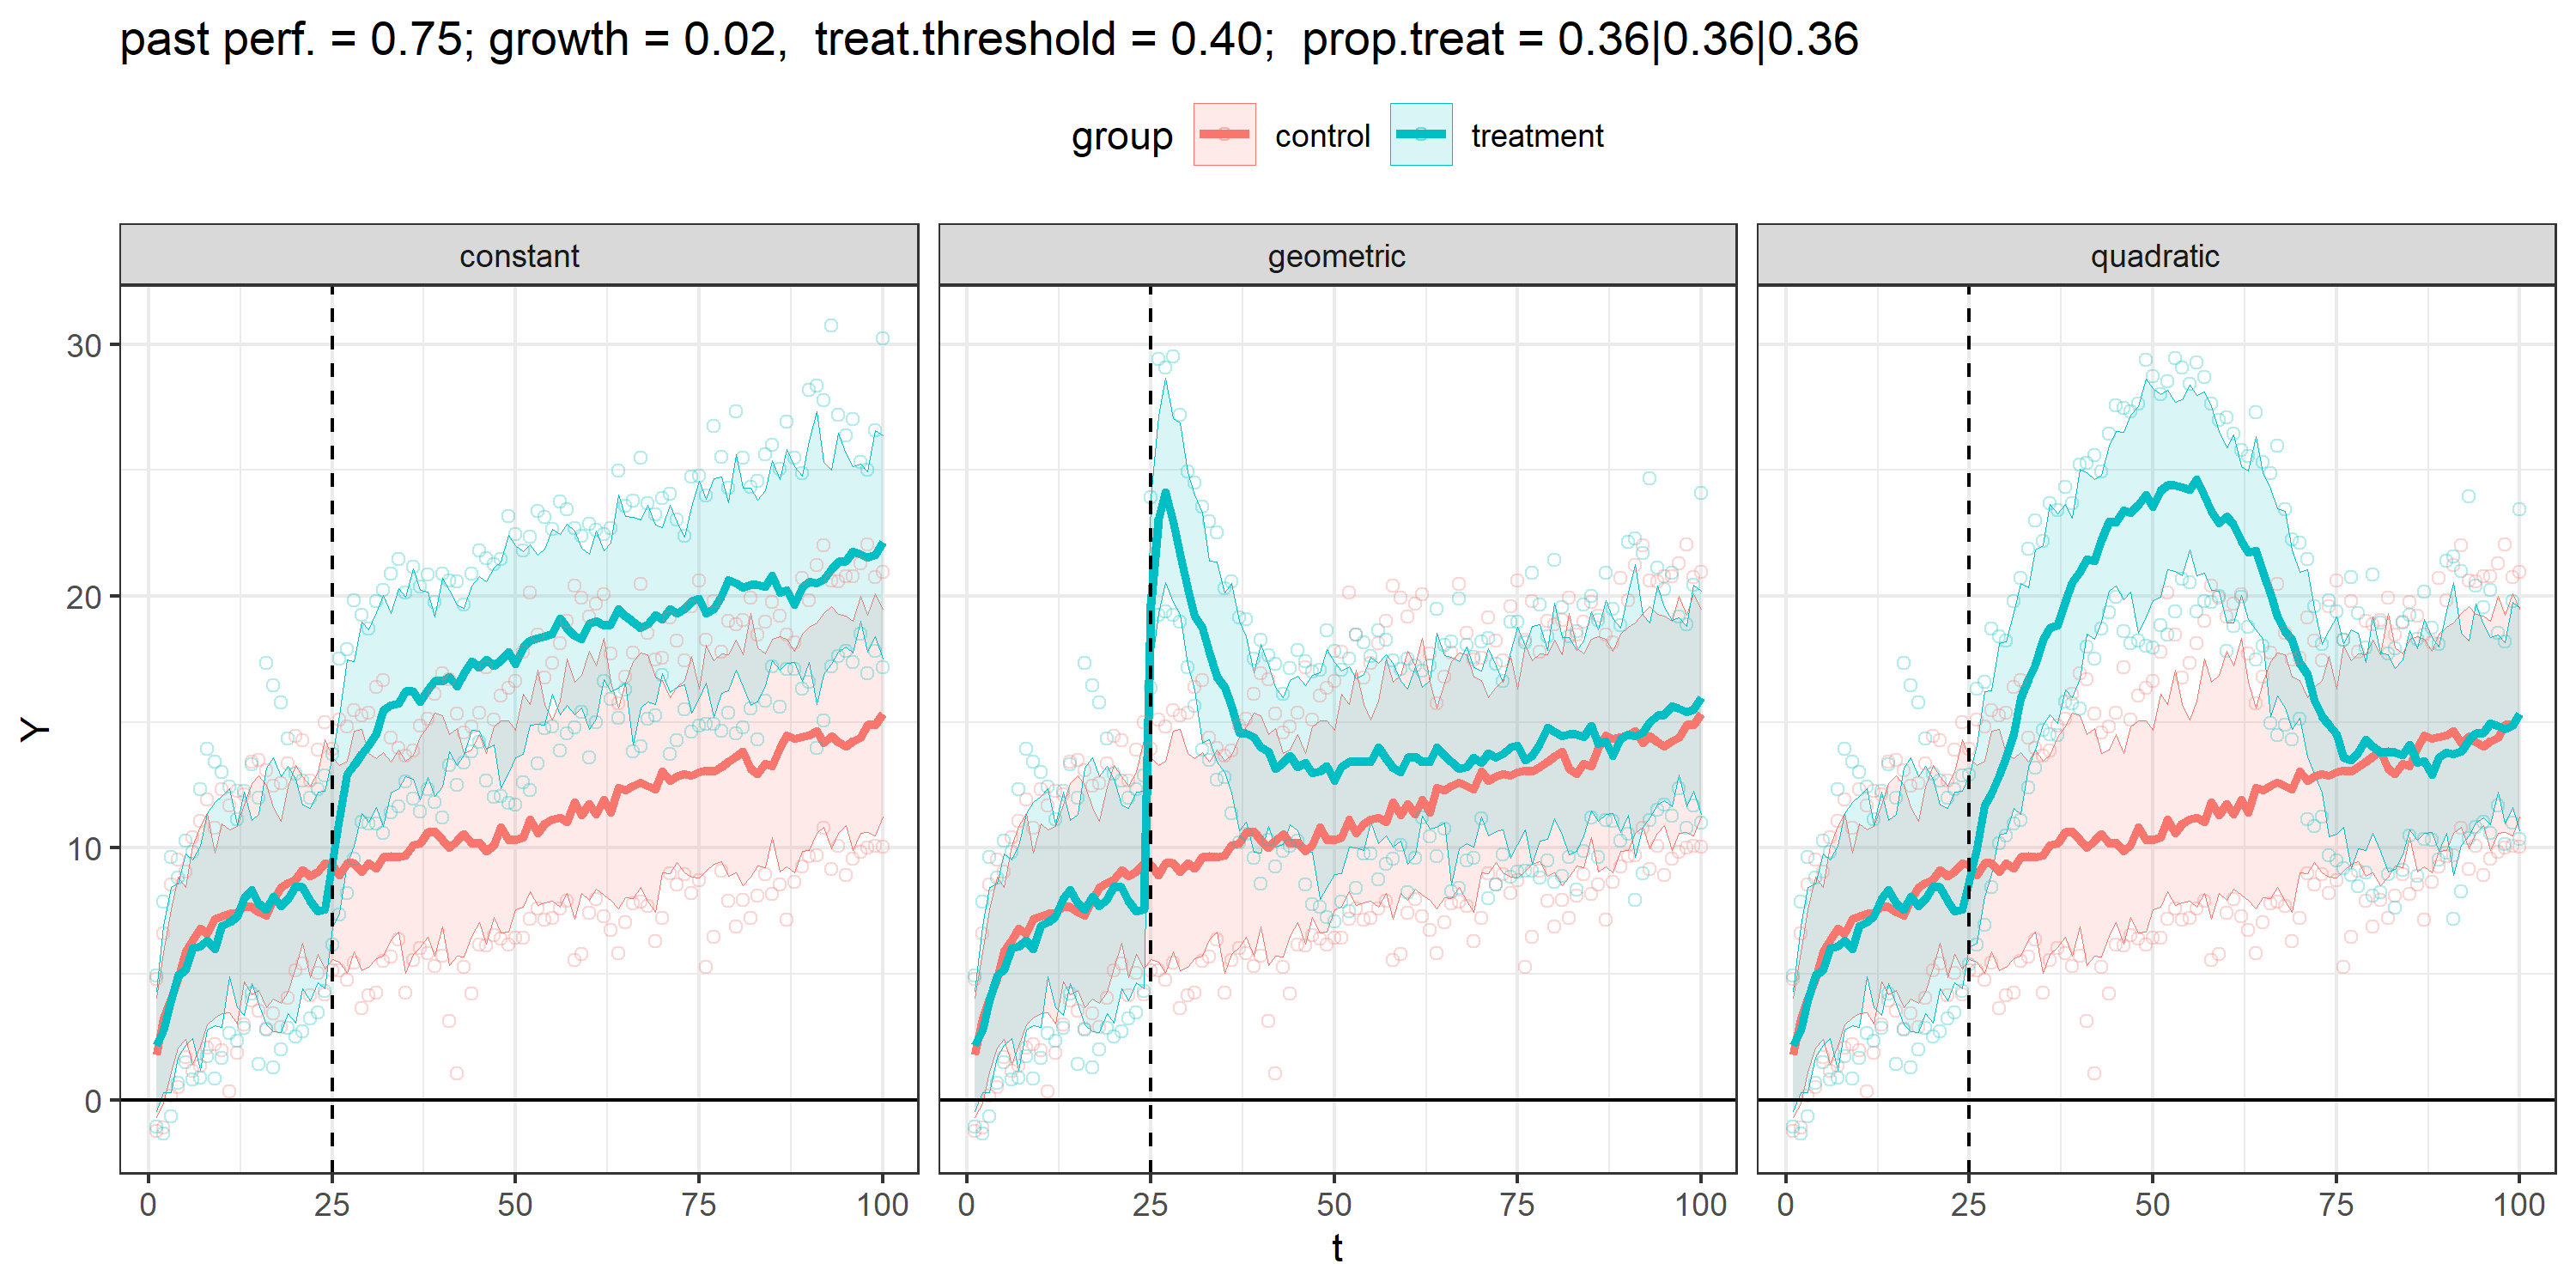 past perf. = 0.75; growth = 0.02,  treat.threshold = 0.40;  prop.treat = 0.36|0.36|0.36
group control treatment
constant geometric quadratic
30
20
10
0
Y
0 25 50 75 100 0 25 50 75 100 0 25 50 75 100
t